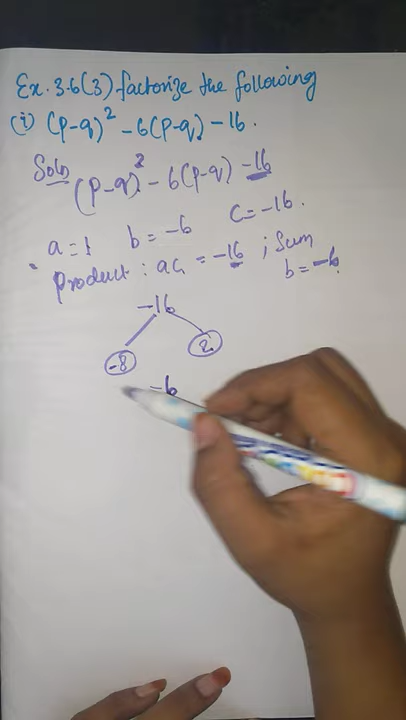 Ex. 3.6(3) factorize the following
(i) (p-q)² -6(p-q) -16.
Soln
(p-q)² - 6(p-q) -16
a=1 b=-6 c=-16.
Product: ac = -16 ; Sum
b=-6.
-16
-8 2
-6